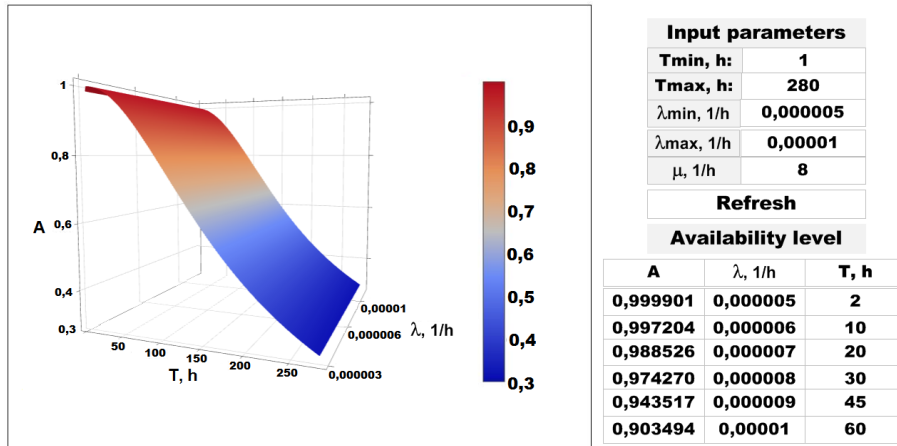 1
0,8
A
0,6
0,4
0,3
50
100
150
200
250
T, h
0,00001
0,000006
0,000003
λ, 1/h
0,9
0,8
0,7
0,6
0,5
0,4
0,3
Input parameters
Tmin, h: 1
Tmax, h: 280
λmin, 1/h 0,000005
λmax, 1/h 0,00001
μ, 1/h 8
Refresh
Availability level
A λ, 1/h T, h
0,999901 0,000005 2
0,997204 0,000006 10
0,988526 0,000007 20
0,974270 0,000008 30
0,943517 0,000009 45
0,903494 0,00001 60